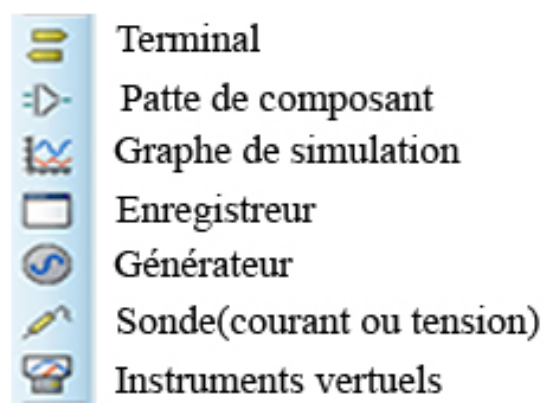 Terminal
Patte de composant
Graphe de simulation
Enregistreur
Générateur
Sonde(courant ou tension)
Instruments vertuels